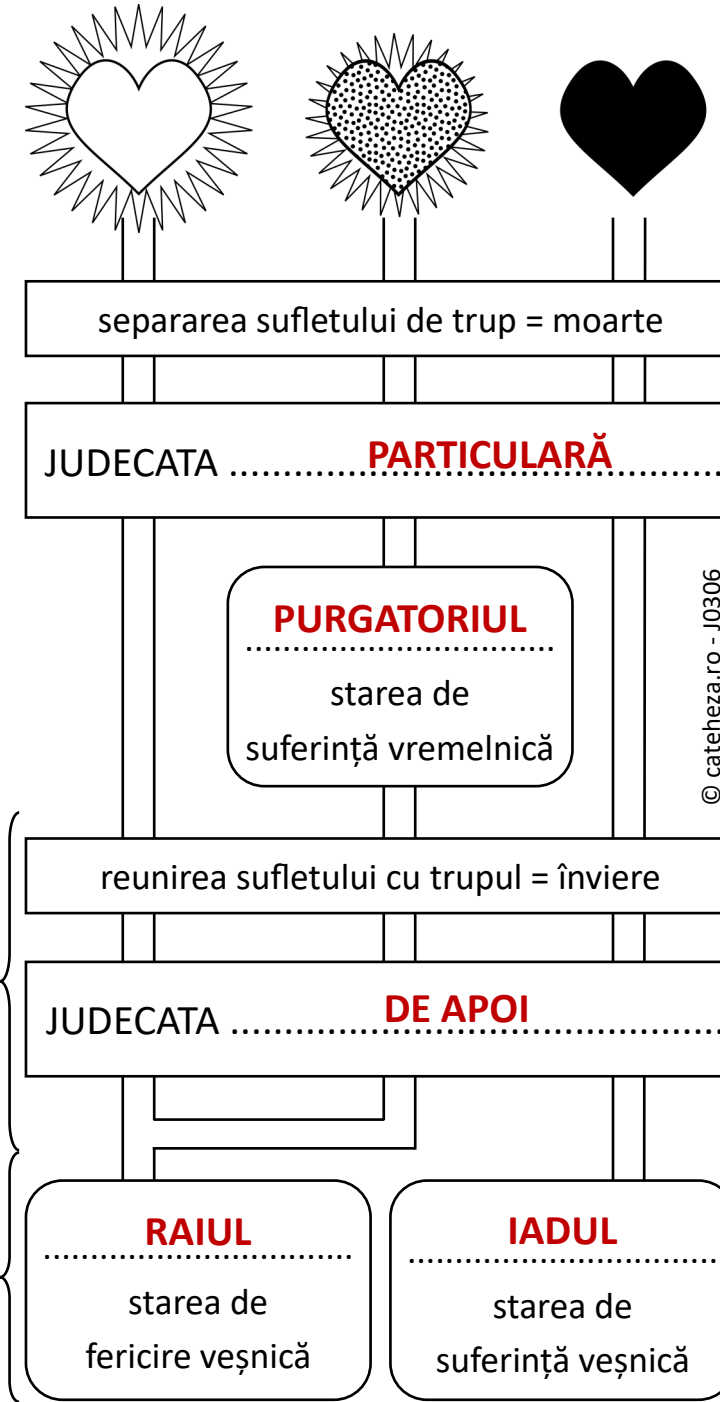 separarea sufletului de trup = moarte
JUDECATA ........................................ PARTICULARĂ
PURGATORIUL
starea de
suferință vremelnică
© cateheza.ro - J0306
reunirea sufletului cu trupul = înviere
JUDECATA ........................................ DE APOI
RAIUL
starea de
fericire veșnică
IADUL
starea de
suferință veșnică